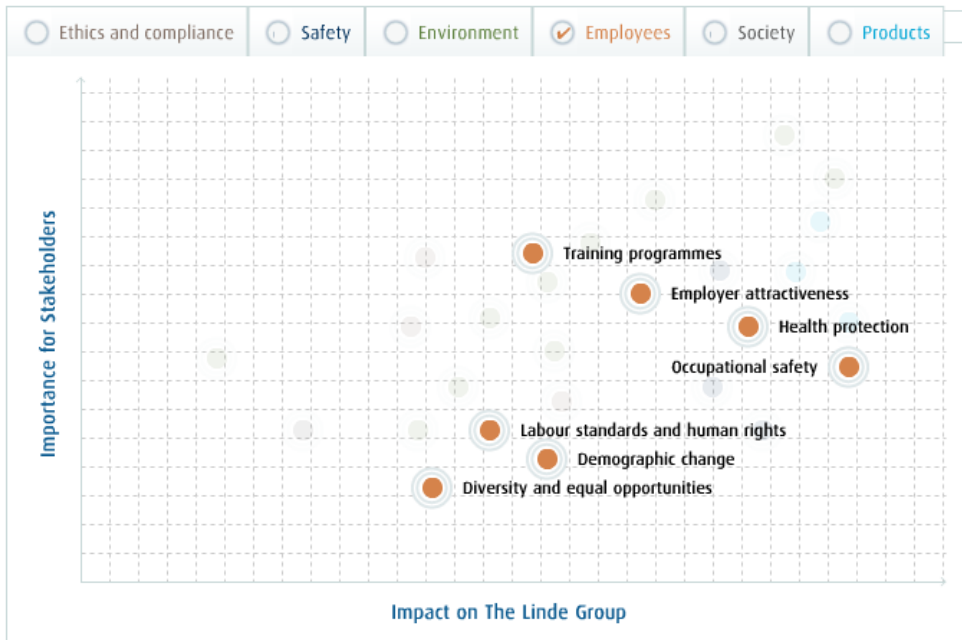 Ethics and compliance
Safety
Environment
Employees
Society
Products
Importance for Stakeholders
Training programmes
Employer attractiveness
Health protection
Occupational safety
Labour standards and human rights
Demographic change
Diversity and equal opportunities
Impact on The Linde Group